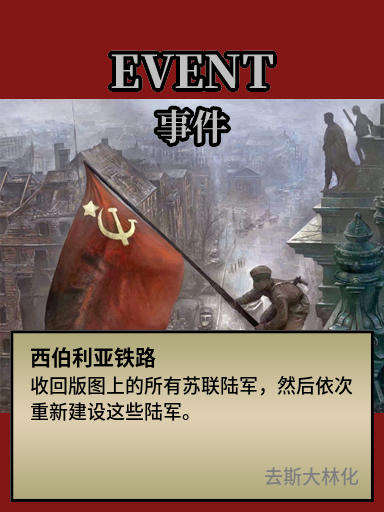 EVENT
事件
西伯利亚铁路
收回版图上的所有苏联陆军，然后依次
重新建设这些陆军。
去斯大林化